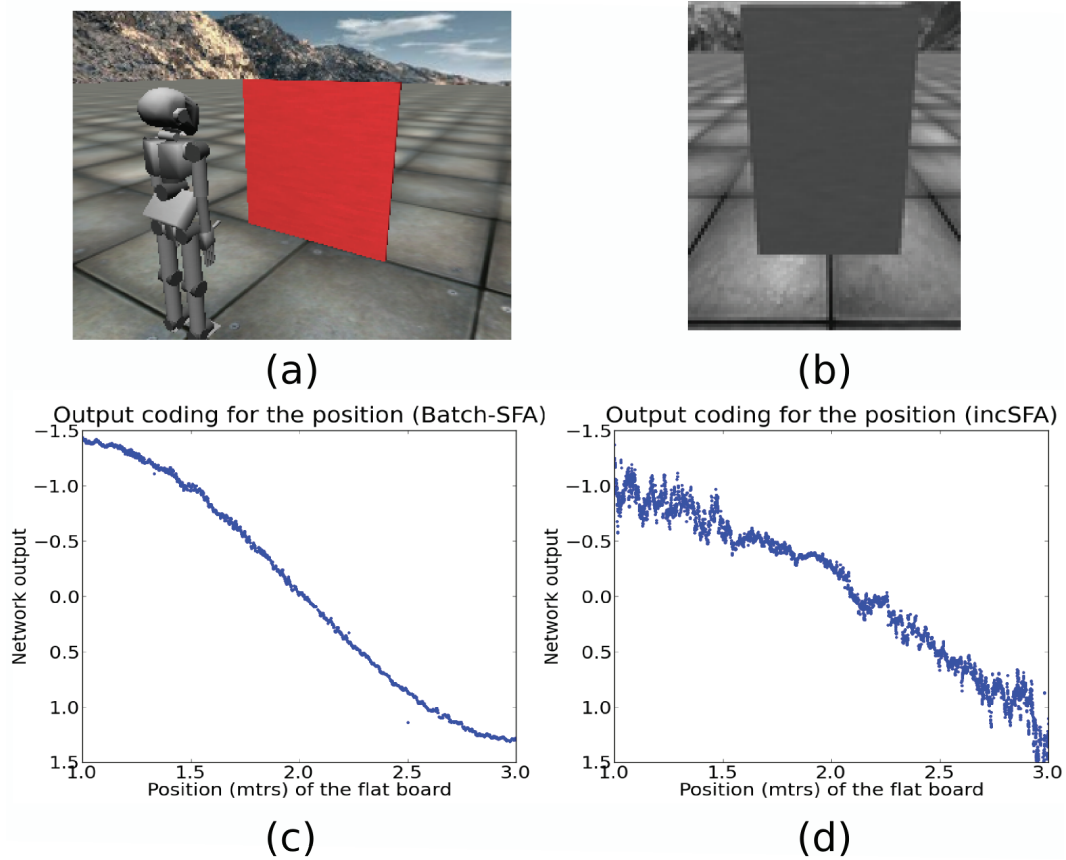 (a)
(b)
Output coding for the position (Batch-SFA)
−1.5
−1.0
−0.5
0.0
0.5
1.0
1.5
Network output
1.0
1.5
2.0
2.5
3.0
Position (mtrs) of the flat board
(c)
Output coding for the position (incSFA)
−1.5
−1.0
−0.5
0.0
0.5
1.0
1.5
Network output
1.0
1.5
2.0
2.5
3.0
Position (mtrs) of the flat board
(d)